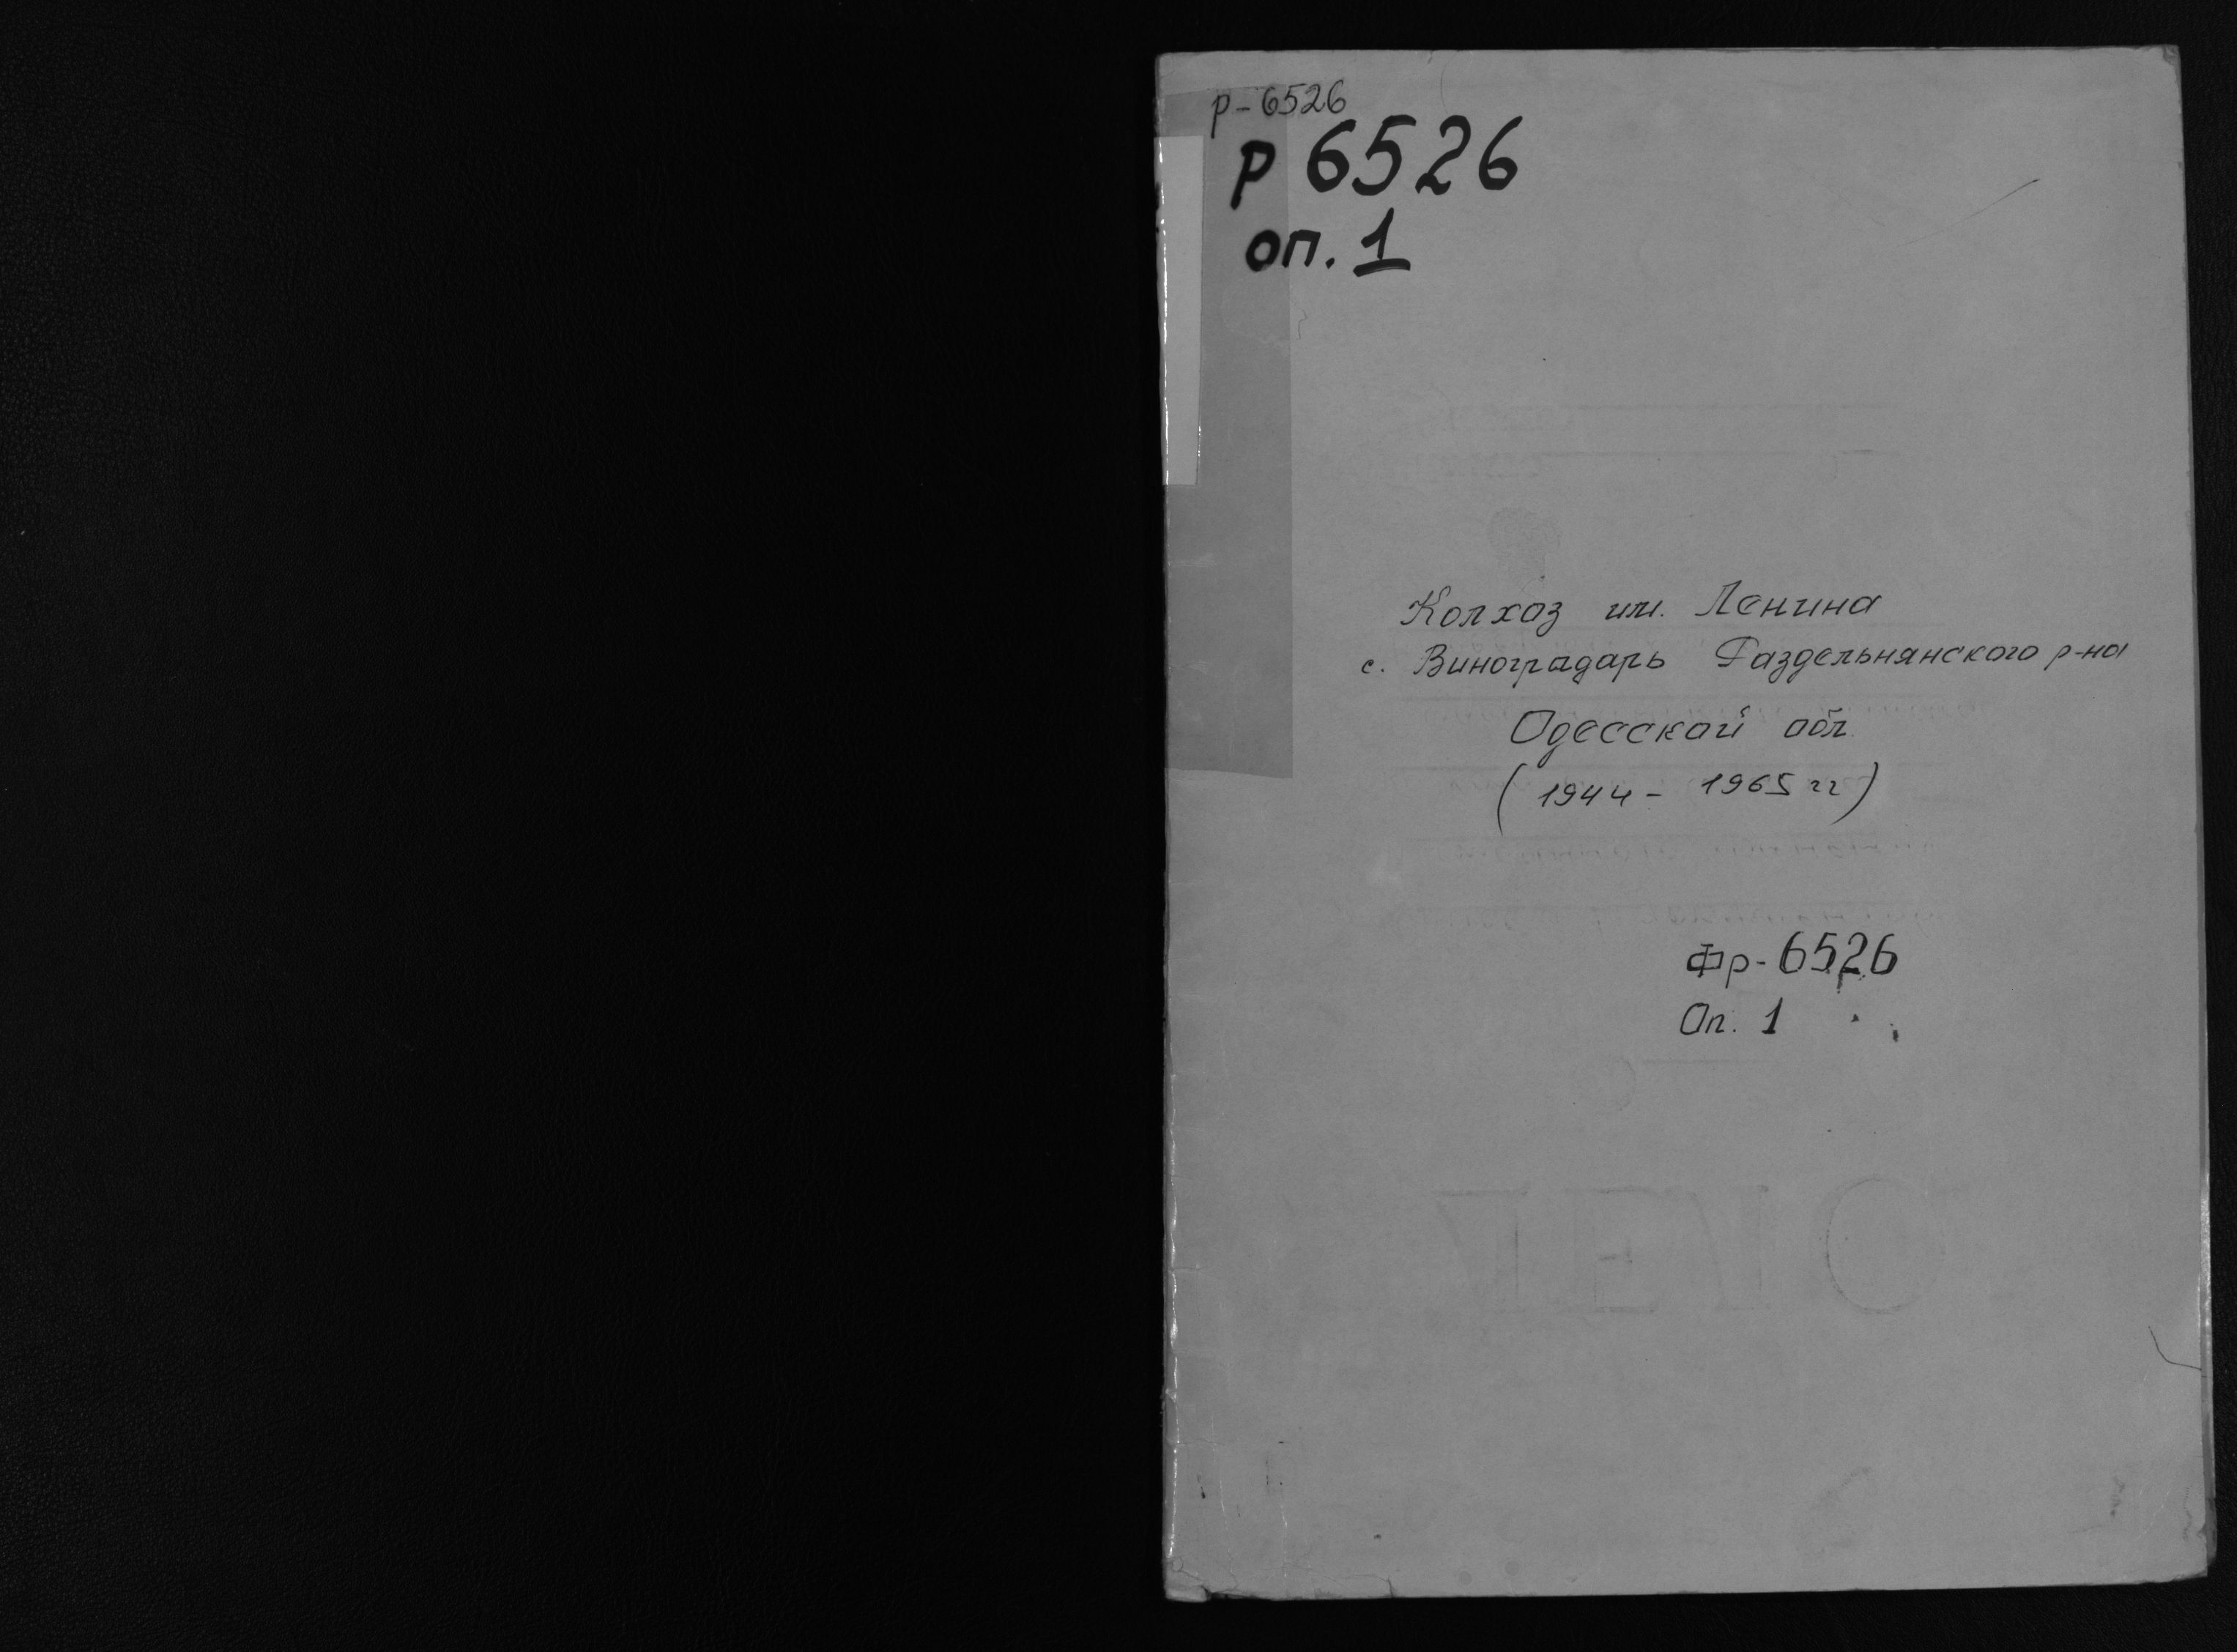 р-6526
р 6526
оп. 1
Колхоз им. Ленина
с. Виноградарь Раздельнянского р-на
Одесской обл
(1944 - 1965 гг)
Фр-6526
Оп. 1